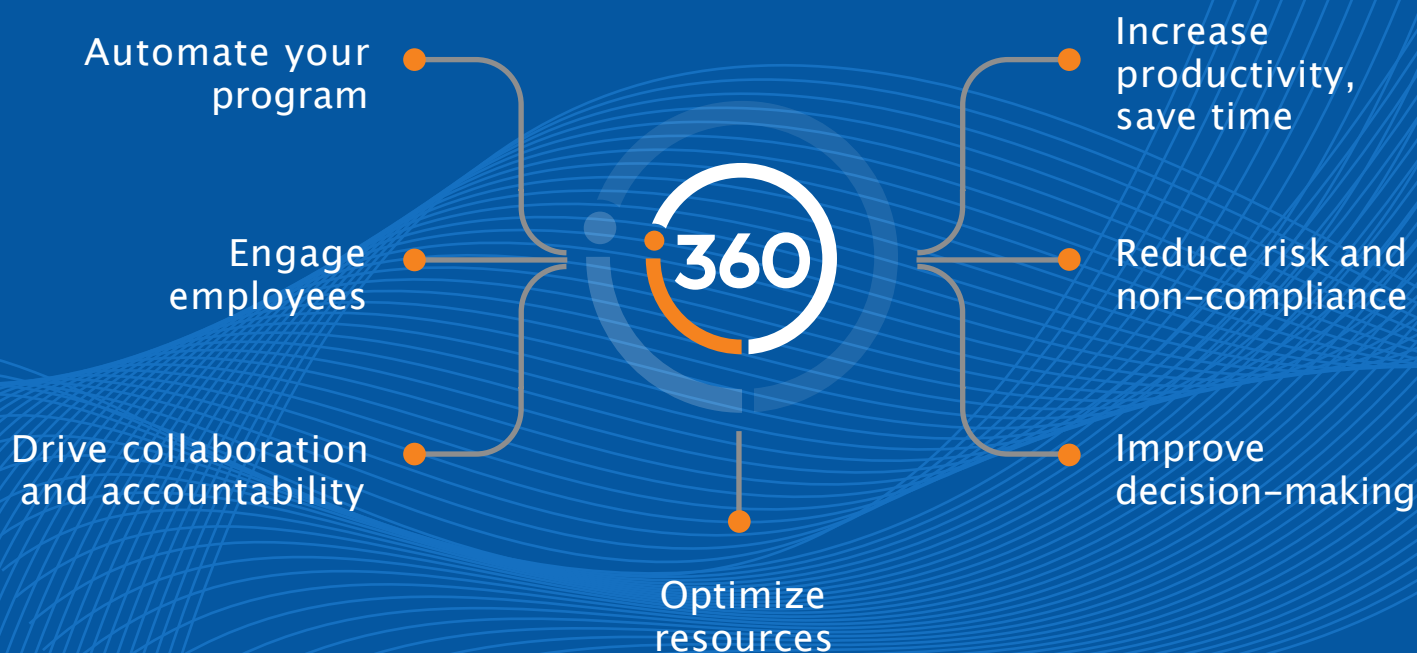 Automate your
program
Engage
employees
Drive collaboration
and accountability
360
Optimize
resources
Increase
productivity,
save time
Reduce risk and
non–compliance
Improve
decision–making